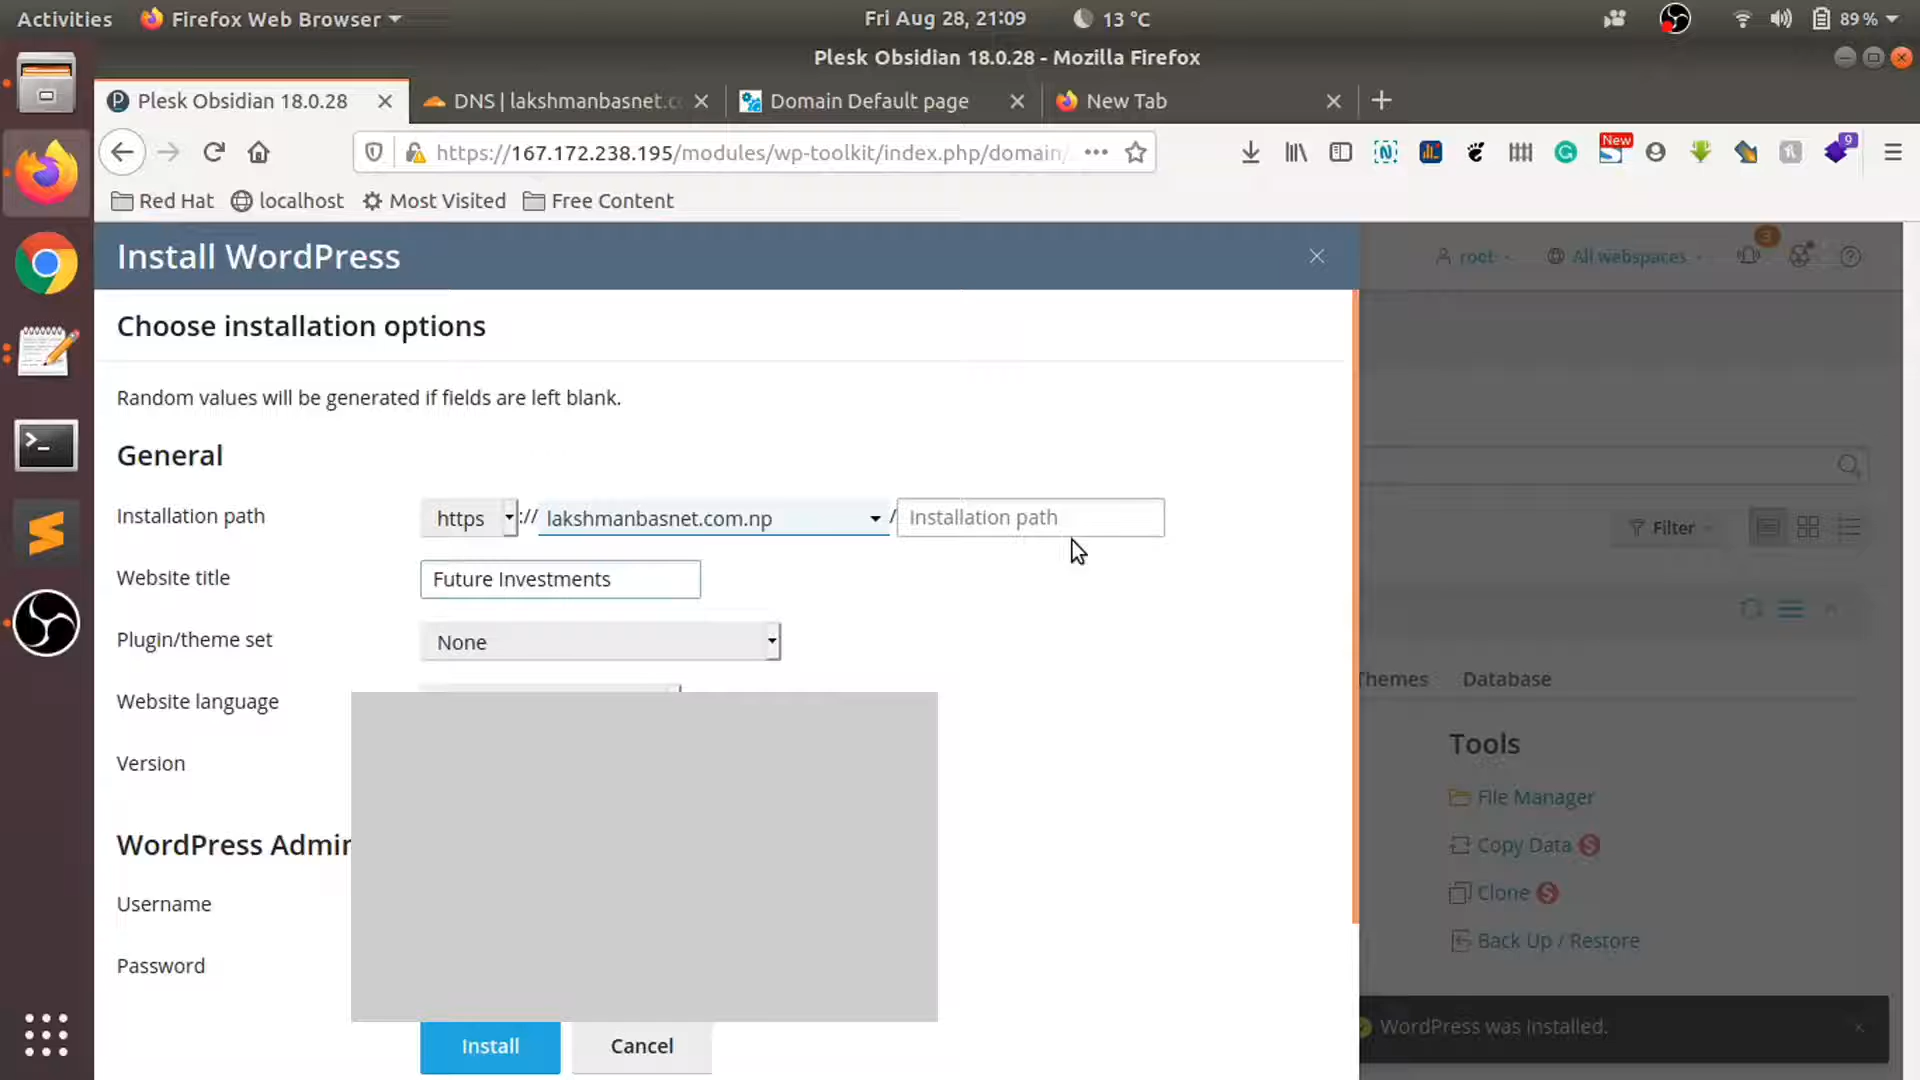 Activities Firefox Web Browser Fri Aug 28, 21:09 13 °C 89 %
Plesk Obsidian 18.0.28 - Mozilla Firefox
Plesk Obsidian 18.0.28 DNS | lakshmanbasnet.c Domain Default page New Tab
https://167.172.238.195/modules/wp-toolkit/index.php/domain/ New 9
Red Hat localhost Most Visited Free Content
Install WordPress root All webspaces 3
Choose installation options
Random values will be generated if fields are left blank.
General
Installation path https :// lakshmanbasnet.com.np / Installation path
Filter
Website title Future Investments
Plugin/theme set None
Themes Database
Website language
Tools
Version
File Manager
WordPress Admin
Copy Data $
Clone $
Username
Back Up / Restore
Password
WordPress was installed.
Install Cancel